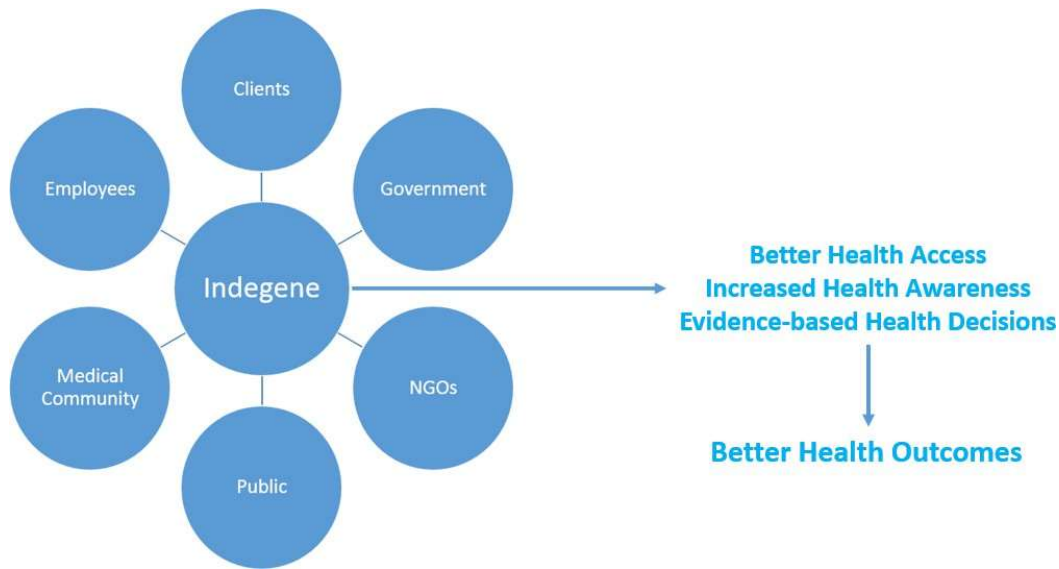 Clients
Employees
Government
Indegene
Medical
Community
NGOs
Public
Better Health Access
Increased Health Awareness
Evidence-based Health Decisions
Better Health Outcomes